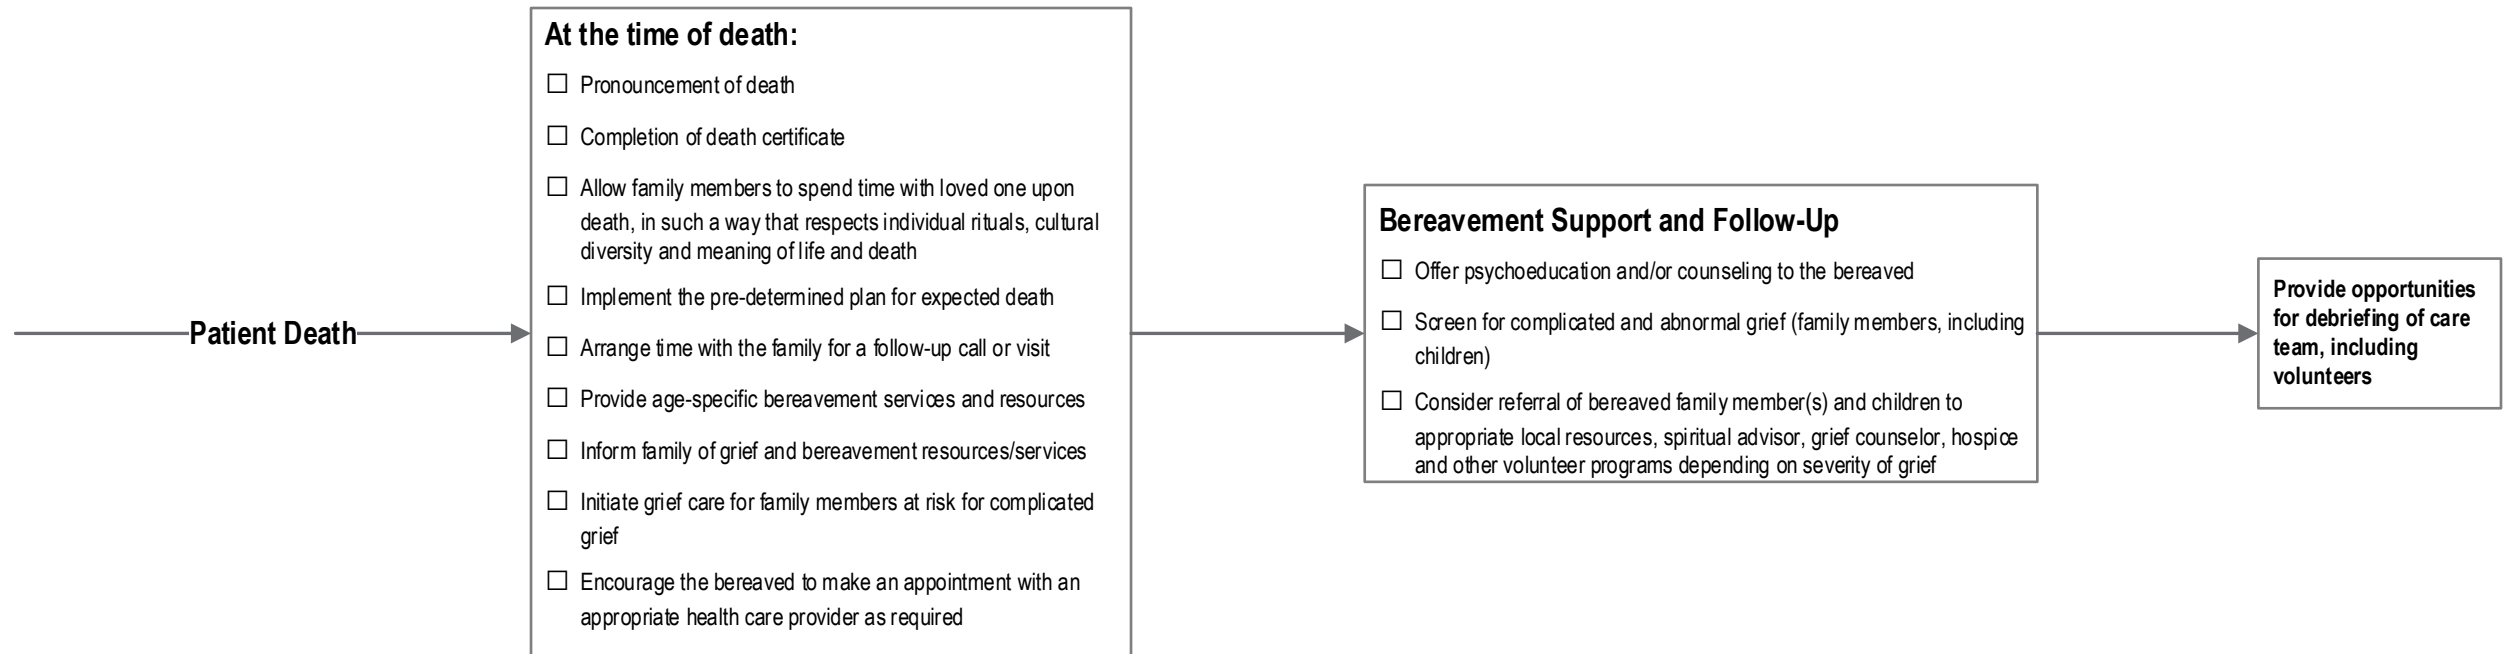 Patient Death
At the time of death:
☐ Pronouncement of death
☐ Completion of death certificate
☐ Allow family members to spend time with loved one upon
death, in such a way that respects individual rituals, cultural
diversity and meaning of life and death
☐ Implement the pre-determined plan for expected death
☐ Arrange time with the family for a follow-up call or visit
☐ Provide age-specific bereavement services and resources
☐ Inform family of grief and bereavement resources/services
☐ Initiate grief care for family members at risk for complicated
grief
☐ Encourage the bereaved to make an appointment with an
appropriate health care provider as required
Bereavement Support and Follow-Up
☐ Offer psychoeducation and/or counseling to the bereaved
☐ Screen for complicated and abnormal grief (family members, including
children)
☐ Consider referral of bereaved family member(s) and children to
appropriate local resources, spiritual advisor, grief counselor, hospice
and other volunteer programs depending on severity of grief
Provide opportunities
for debriefing of care
team, including
volunteers